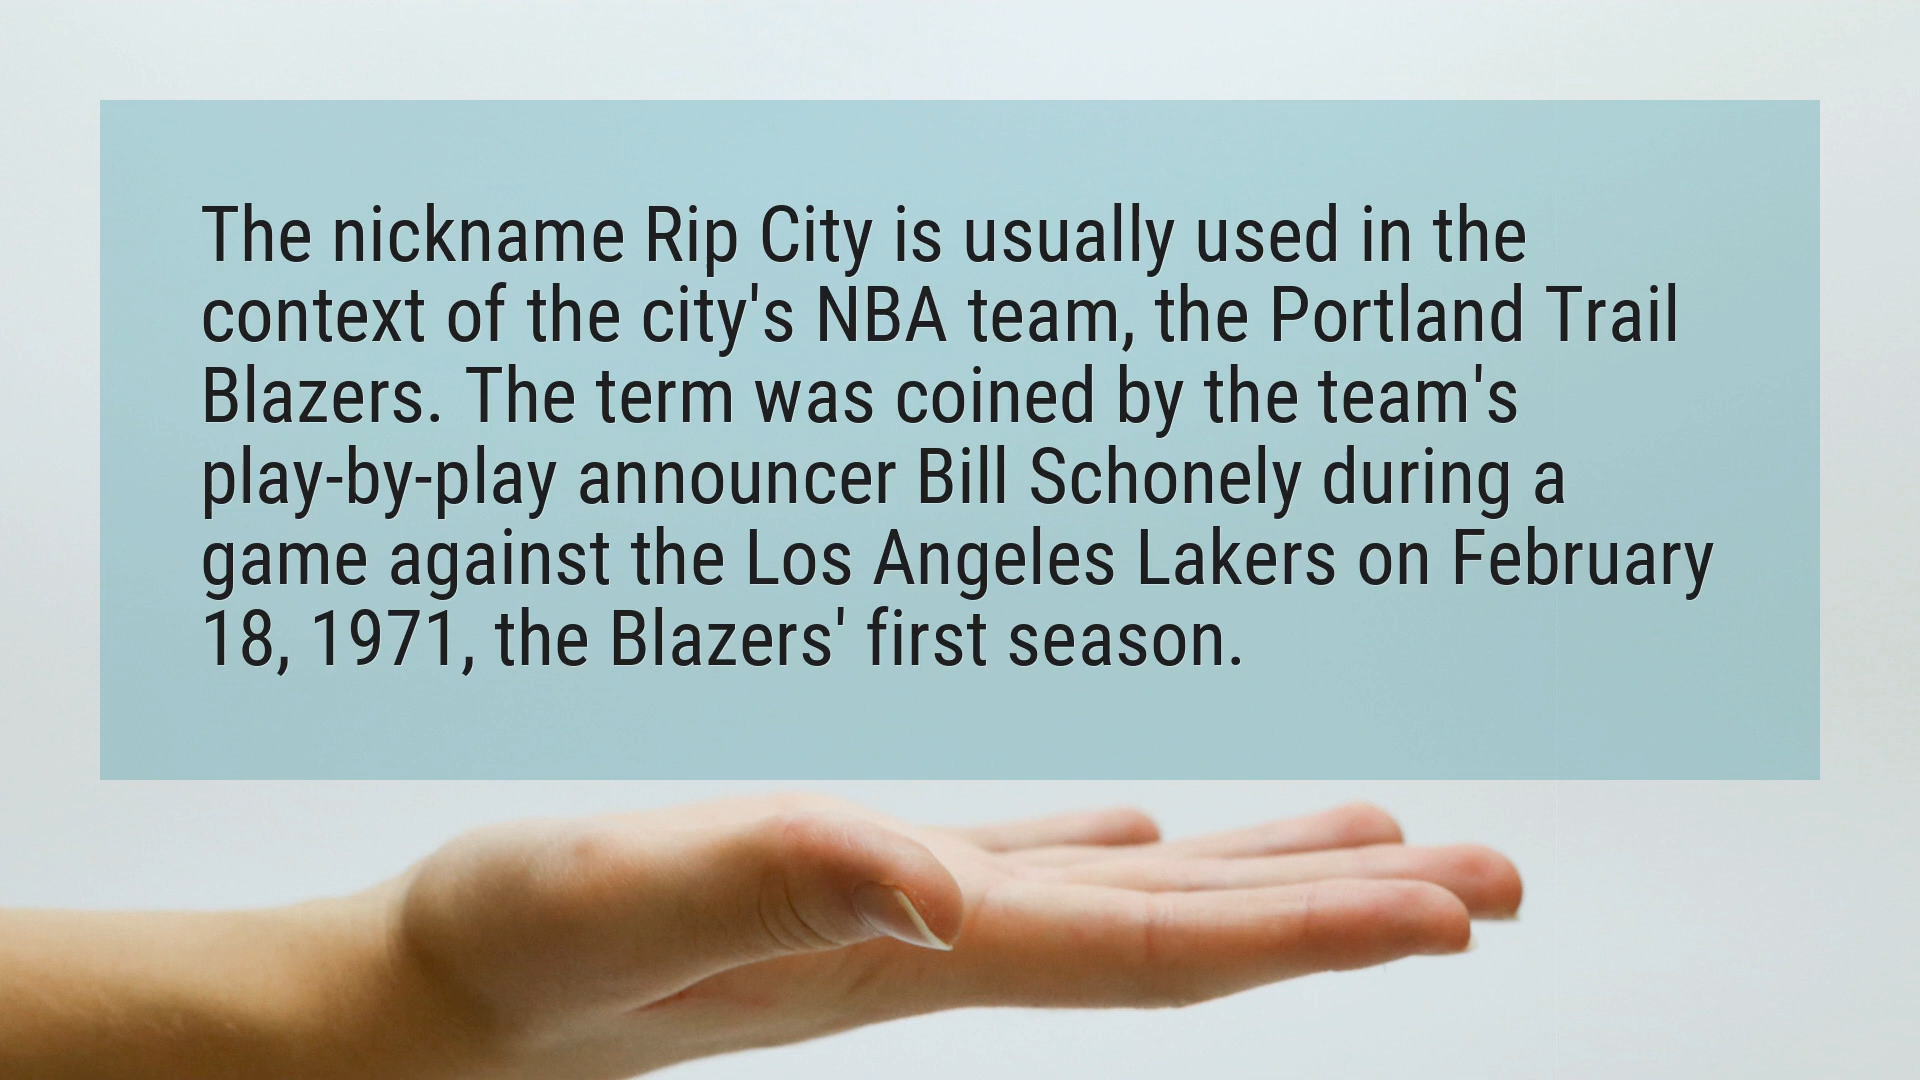 The nickname Rip City is usually used in the
context of the city's NBA team, the Portland Trail
Blazers. The term was coined by the team's
play-by-play announcer Bill Schonely during a
game against the Los Angeles Lakers on February
18, 1971, the Blazers' first season.